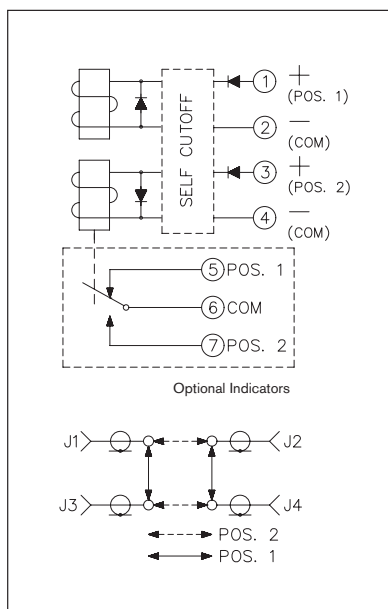 1 +
(POS. 1)
2 —
(COM)
3 +
(POS. 2)
4 —
(COM)
SELF CUTOFF
5 POS. 1
6 COM
7 POS. 2
Optional Indicators
J1 J2
J3 J4
POS. 2
POS. 1